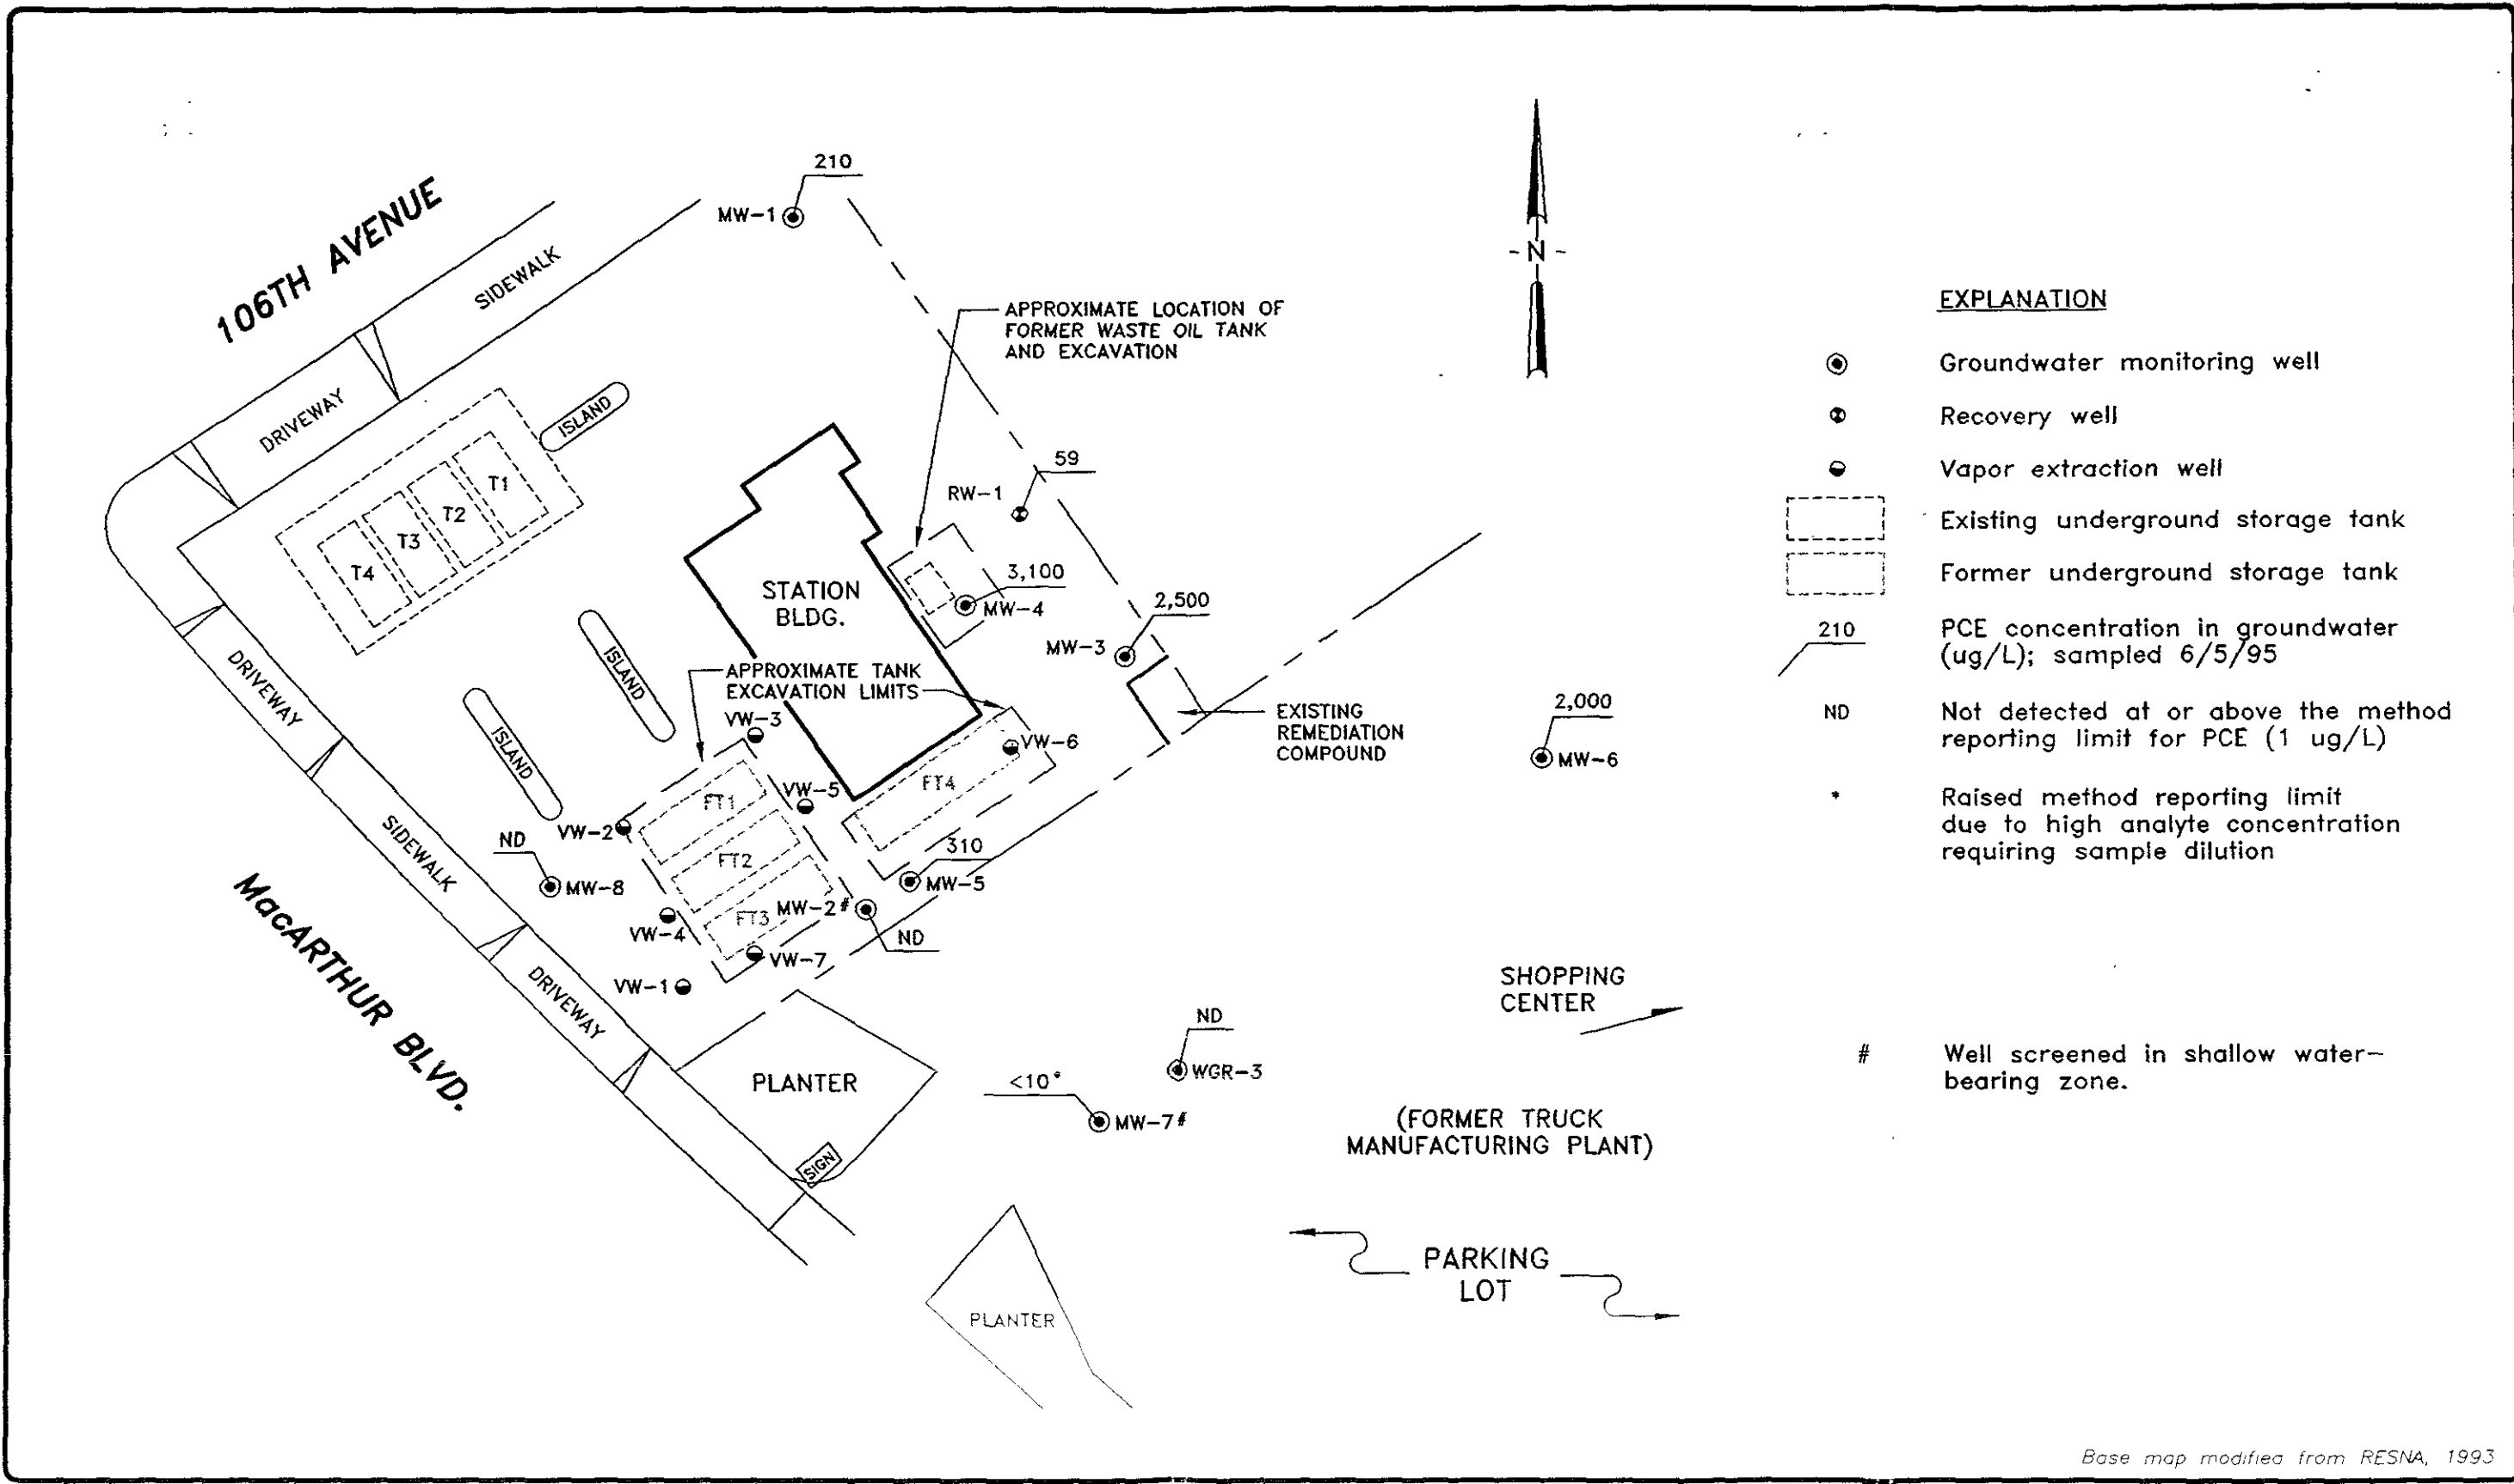 210
MW-1
106TH AVENUE
SIDEWALK
DRIVEWAY
ISLAND
T1
T2
T3
T4
APPROXIMATE LOCATION OF
FORMER WASTE OIL TANK
AND EXCAVATION
- N -
59
RW-1
STATION
BLDG.
3,100
MW-4
2,500
MW-3
ISLAND
ISLAND
APPROXIMATE TANK
EXCAVATION LIMITS
EXISTING
REMEDIATION
COMPOUND
2,000
MW-6
VW-3
VW-6
VW-5
VW-2
FT1
FT2
FT3
FT4
ND
MW-8
310
MW-5
MW-2#
ND
VW-4
VW-7
VW-1
DRIVEWAY
SIDEWALK
DRIVEWAY
MacARTHUR BLVD.
PLANTER
SIGN
ND
WGR-3
<10*
MW-7#
SHOPPING
CENTER
(FORMER TRUCK
MANUFACTURING PLANT)
PARKING
LOT
PLANTER
EXPLANATION
Groundwater monitoring well
Recovery well
Vapor extraction well
Existing underground storage tank
Former underground storage tank
210 PCE concentration in groundwater
(ug/L); sampled 6/5/95
ND Not detected at or above the method
reporting limit for PCE (1 ug/L)
* Raised method reporting limit
due to high analyte concentration
requiring sample dilution
# Well screened in shallow water-
bearing zone.
Base map modified from RESNA, 1993